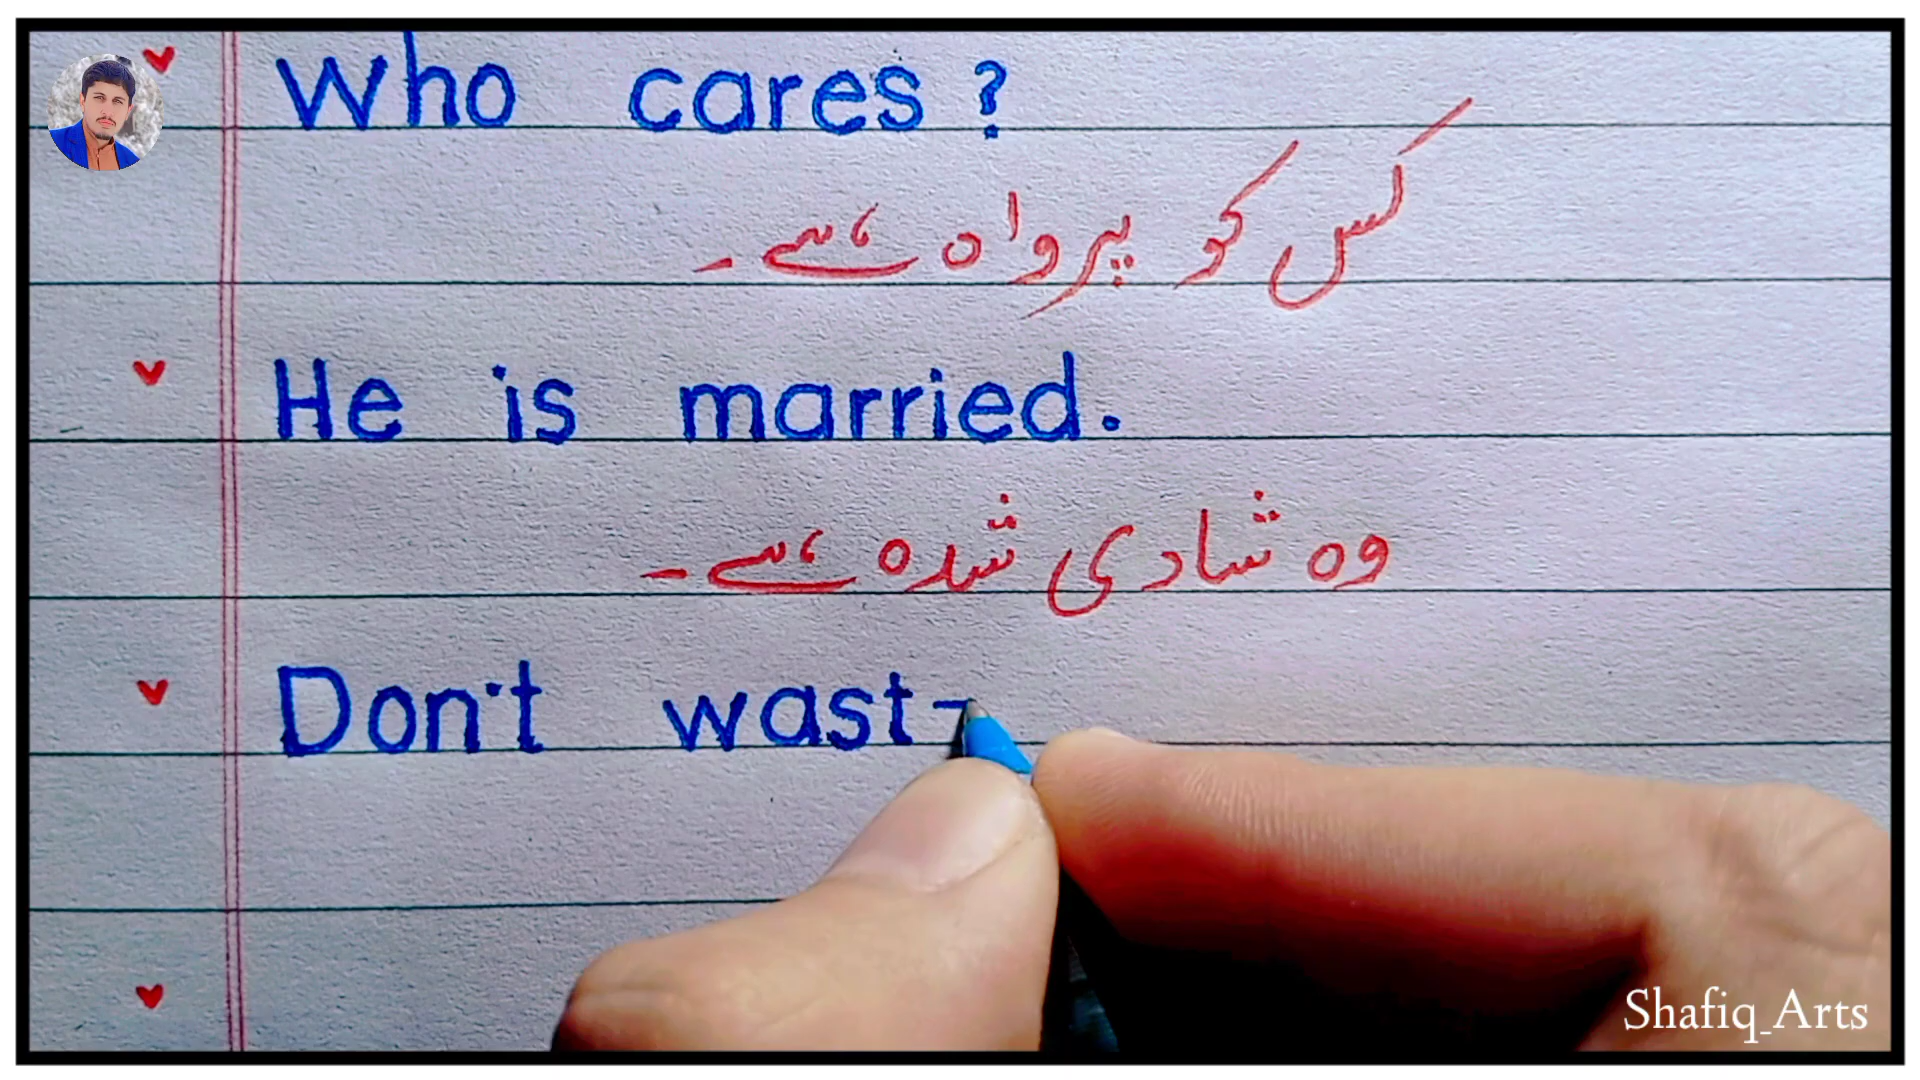 Who cares?
کس کو پرواہ ہے۔
He is married.
وہ شادی شدہ ہے۔
Don't wast
Shafiq_Arts